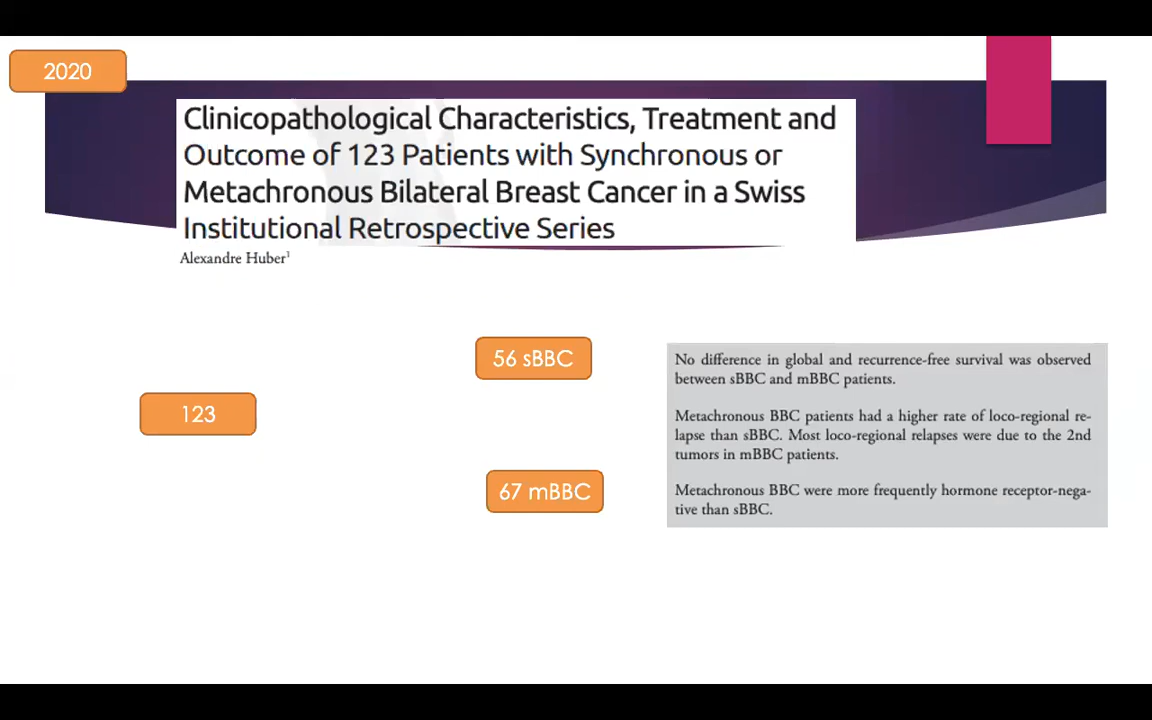 2020
Clinicopathological Characteristics, Treatment and
Outcome of 123 Patients with Synchronous or
Metachronous Bilateral Breast Cancer in a Swiss
Institutional Retrospective Series
Alexandre Huber¹
56 sBBC
123
67 mBBC
No difference in global and recurrence-free survival was observed
between sBBC and mBBC patients.
Metachronous BBC patients had a higher rate of loco-regional re-
lapse than sBBC. Most loco-regional relapses were due to the 2nd
tumors in mBBC patients.
Metachronous BBC were more frequently hormone receptor-nega-
tive than sBBC.